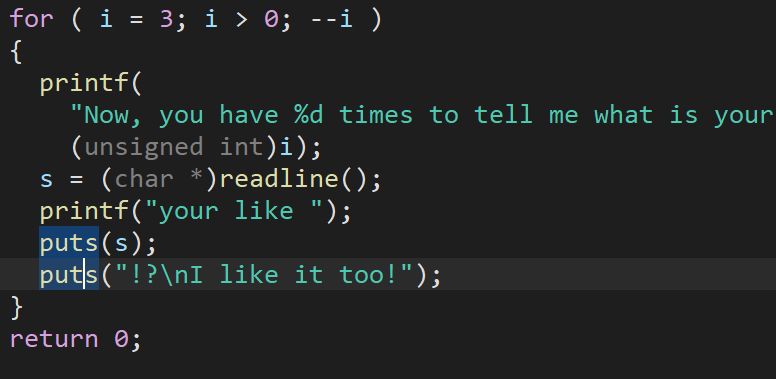 for ( i = 3; i > 0; --i )
{
printf(
"Now, you have %d times to tell me what is your
(unsigned int)i);
s = (char *)readline();
printf("your like ");
puts(s);
puts("!?\nI like it too!");
}
return 0;